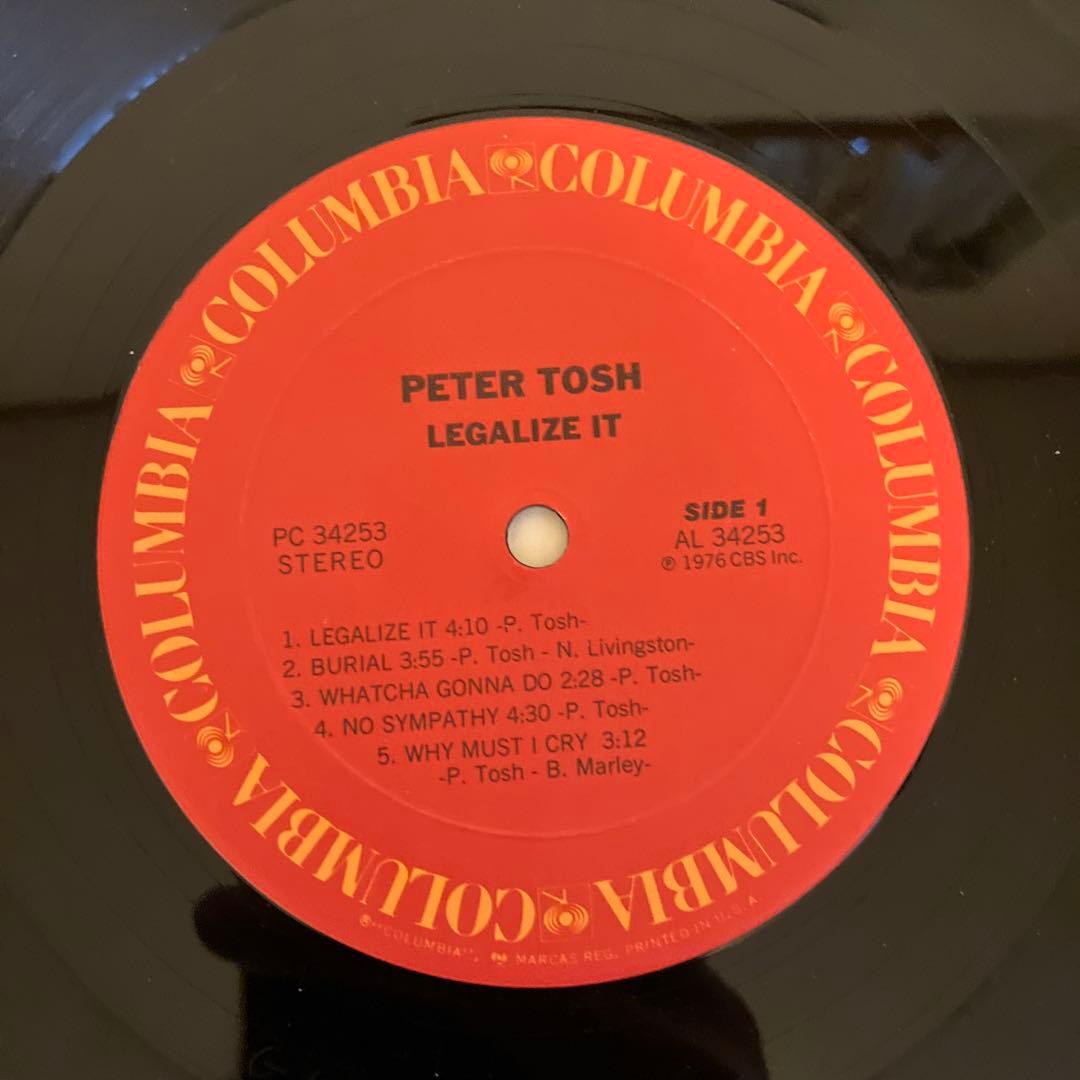 COLUMBIA COLUMBIA COLUMBIA COLUMBIA COLUMBIA COLUMBIA COLUMBIA
PETER TOSH
LEGALIZE IT
PC 34253
STEREO
SIDE 1
AL 34253
℗ 1976 CBS Inc.
1. LEGALIZE IT 4:10 -P. Tosh-
2. BURIAL 3:55 -P. Tosh - N. Livingston-
3. WHATCHA GONNA DO 2:28 -P. Tosh-
4. NO SYMPATHY 4:30 -P. Tosh-
5. WHY MUST I CRY 3:12
-P. Tosh - B. Marley-
®"COLUMBIA", MARCAS REG. PRINTED IN U.S.A.